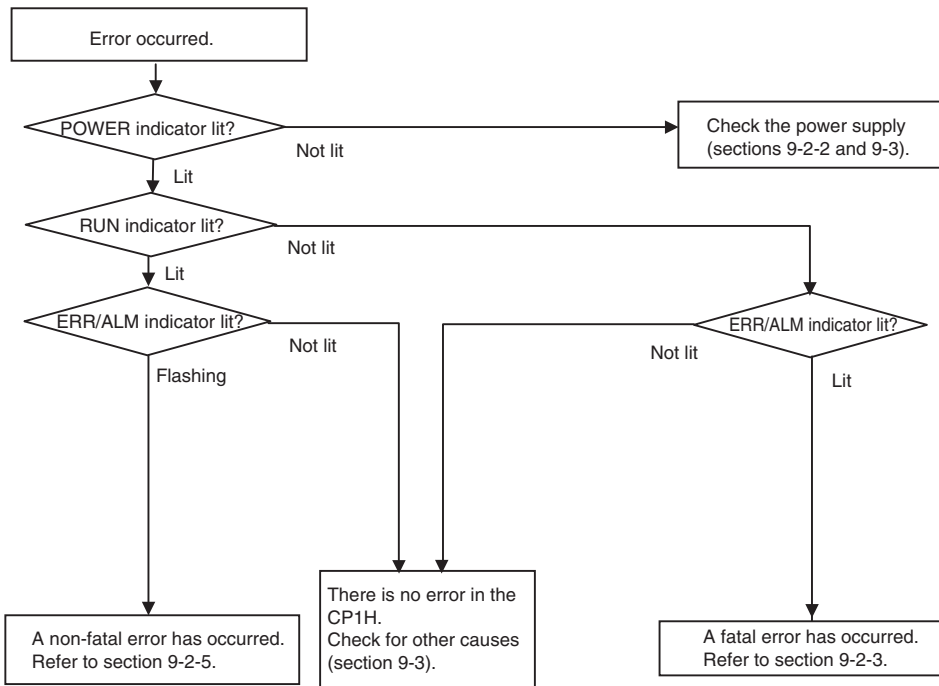 Error occurred.
POWER indicator lit?
Not lit
Check the power supply
(sections 9-2-2 and 9-3).
Lit
RUN indicator lit?
Not lit
Lit
ERR/ALM indicator lit?
Not lit
Flashing
ERR/ALM indicator lit?
Not lit
Lit
There is no error in the
CP1H.
Check for other causes
(section 9-3).
A non-fatal error has occurred.
Refer to section 9-2-5.
A fatal error has occurred.
Refer to section 9-2-3.